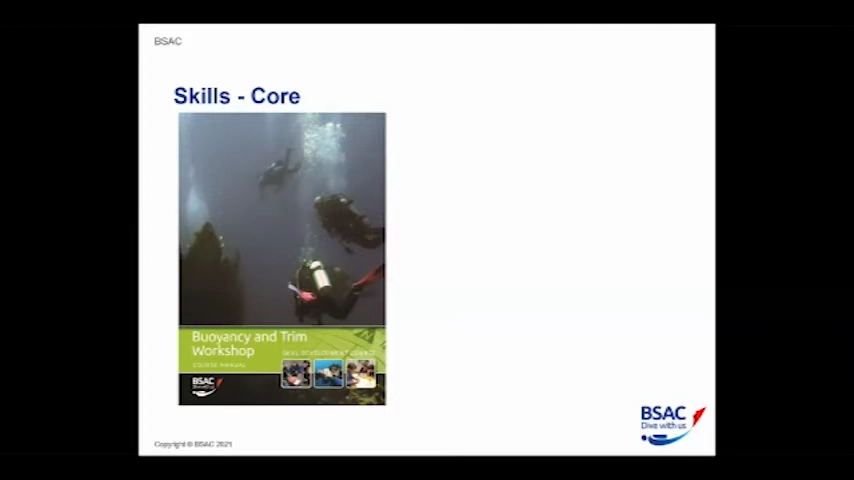 BSAC
Skills - Core
Buoyancy and Trim
Workshop
SKILL DEVELOPMENT COURSE
COURSE MANUAL
BSAC
BSAC
Dive with us
Copyright © BSAC 2021